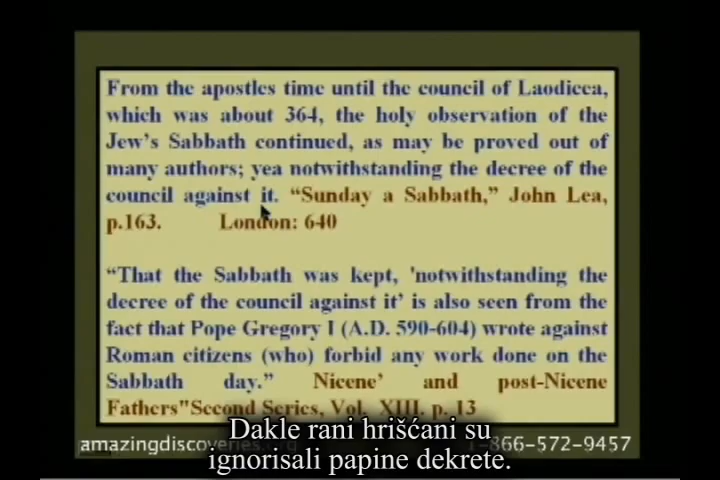 From the apostles time until the council of Laodicea,
which was about 364, the holy observation of the
Jew's Sabbath continued, as may be proved out of
many authors; yea notwithstanding the decree of the
council against it. “Sunday a Sabbath,” John Lea,
p.163. London: 640
“That the Sabbath was kept, 'notwithstanding the
decree of the council against it’ is also seen from the
fact that Pope Gregory I (A.D. 590-604) wrote against
Roman citizens (who) forbid any work done on the
Sabbath day.” Nicene’ and post-Nicene
Fathers"Second Series, Vol. XIII, p. 13
amazingdiscoveries. rg 1-866-572-9457
Dakle rani hrišćani su
ignorisali papine dekrete.